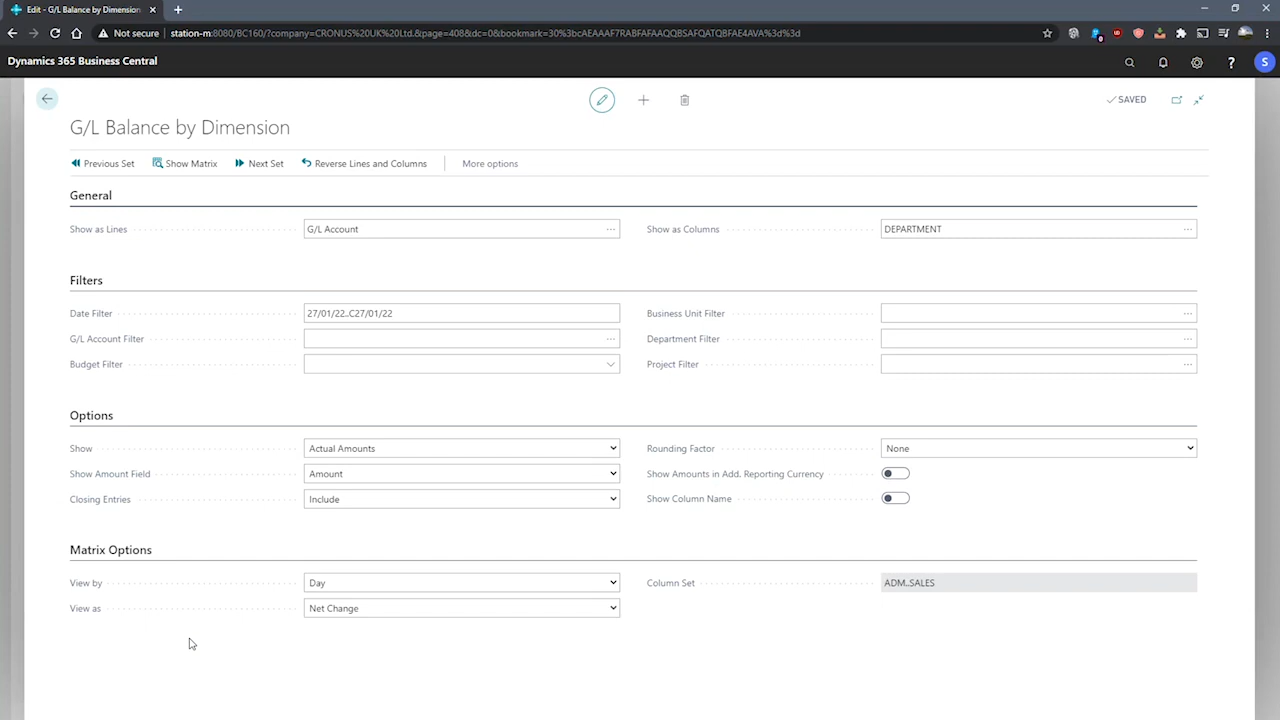 Edit - G/L Balance by Dimension
Not secure
station-m:8080/BC160/?company=CRONUS%20UK%20Ltd.&page=408&dc=0&bookmark=30%3bcAEAAAF7RABFAFAAQQBSAFQATQBFAE4AVA%3d%3d
Dynamics 365 Business Central
S
SAVED
G/L Balance by Dimension
Previous Set
Show Matrix
Next Set
Reverse Lines and Columns
More options
General
Show as Lines
G/L Account
Show as Columns
DEPARTMENT
Filters
Date Filter
27/01/22..C27/01/22
Business Unit Filter
G/L Account Filter
Department Filter
Budget Filter
Project Filter
Options
Show
Actual Amounts
Rounding Factor
None
Show Amount Field
Amount
Show Amounts in Add. Reporting Currency
Closing Entries
Include
Show Column Name
Matrix Options
View by
Day
Column Set
ADM..SALES
View as
Net Change